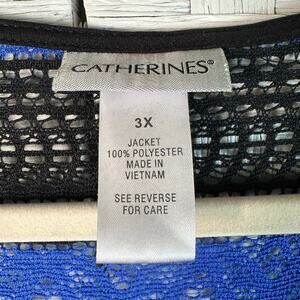 CATHERINES®
3X
JACKET
100% POLYESTER
MADE IN
VIETNAM
SEE REVERSE
FOR CARE